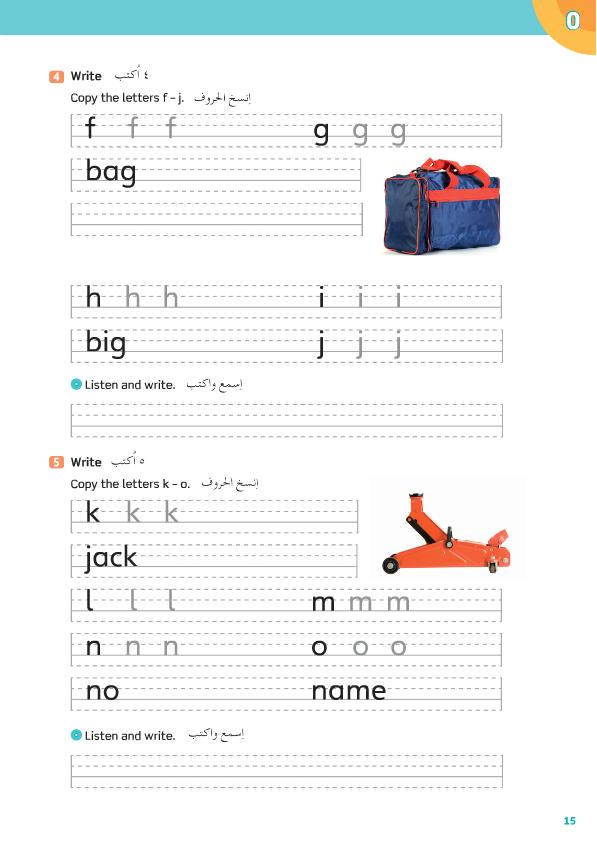 0
4 Write ٤ أكتب
Copy the letters f – j. إنسخ الحروف
f f f g g g
bag
h h h i i i
big j j j
Listen and write. إسمع واكتب
5 Write ٥ أكتب
Copy the letters k – o. إنسخ الحروف
k k k
jack
l l l m m m
n n n o o o
no name
Listen and write. إسمع واكتب
15